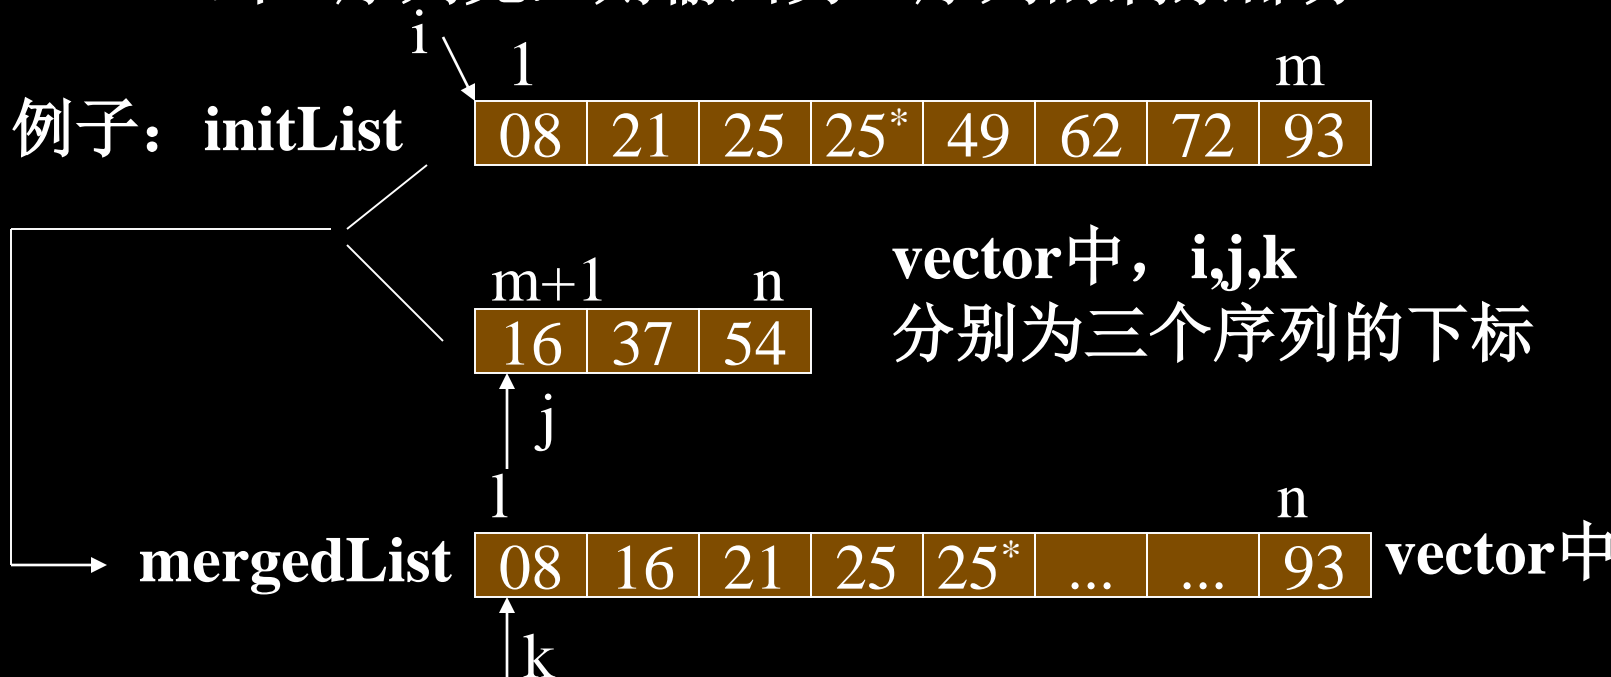 i
l m
例子：initList 08 21 25 25* 49 62 72 93
m+1 n
vector中，i,j,k
分别为三个序列的下标
16 37 54
j
l n
mergedList 08 16 21 25 25* ... ... 93 vector中
k